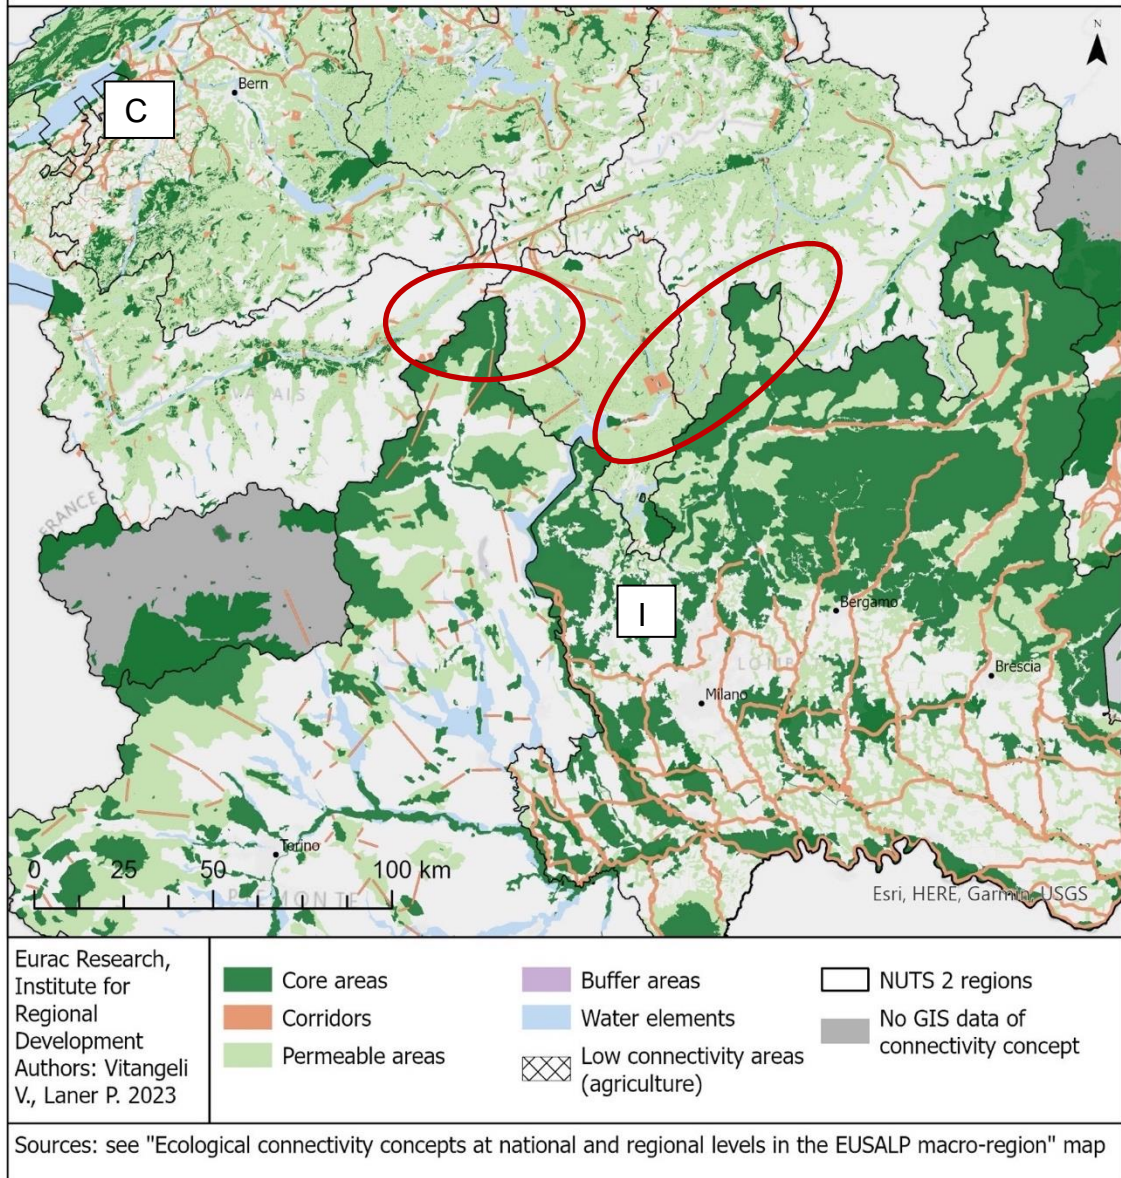 N
C
Bern
VALAIS
FRANCE
I
Bergamo
LOMB
Brescia
Milano
Torino
0 25 50 100 km
PIEMONTE
Esri, HERE, Garmin, USGS
Eurac Research,
Institute for
Regional
Development
Authors: Vitangeli
V., Laner P. 2023
Core areas
Corridors
Permeable areas
Buffer areas
Water elements
Low connectivity areas
(agriculture)
NUTS 2 regions
No GIS data of
connectivity concept
Sources: see "Ecological connectivity concepts at national and regional levels in the EUSALP macro-region" map